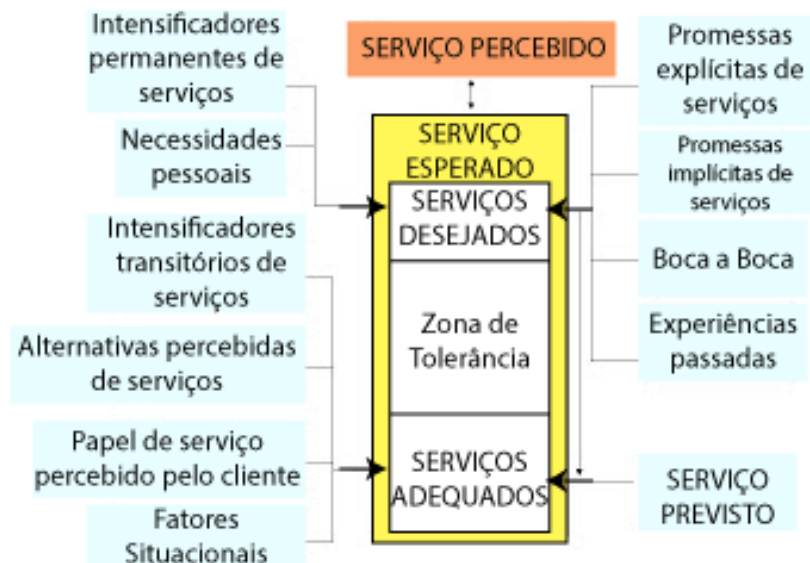 Intensificadores
permanentes de
serviços
Necessidades
pessoais
Intensificadores
transitórios de
serviços
Alternativas percebidas
de serviços
Papel de serviço
percebido pelo cliente
Fatores
Situacionais
SERVIÇO PERCEBIDO
SERVIÇO
ESPERADO
SERVIÇOS
DESEJADOS
Zona de
Tolerância
SERVIÇOS
ADEQUADOS
Promessas
explícitas de
serviços
Promessas
implícitas de
serviços
Boca a Boca
Experiências
passadas
SERVIÇO
PREVISTO